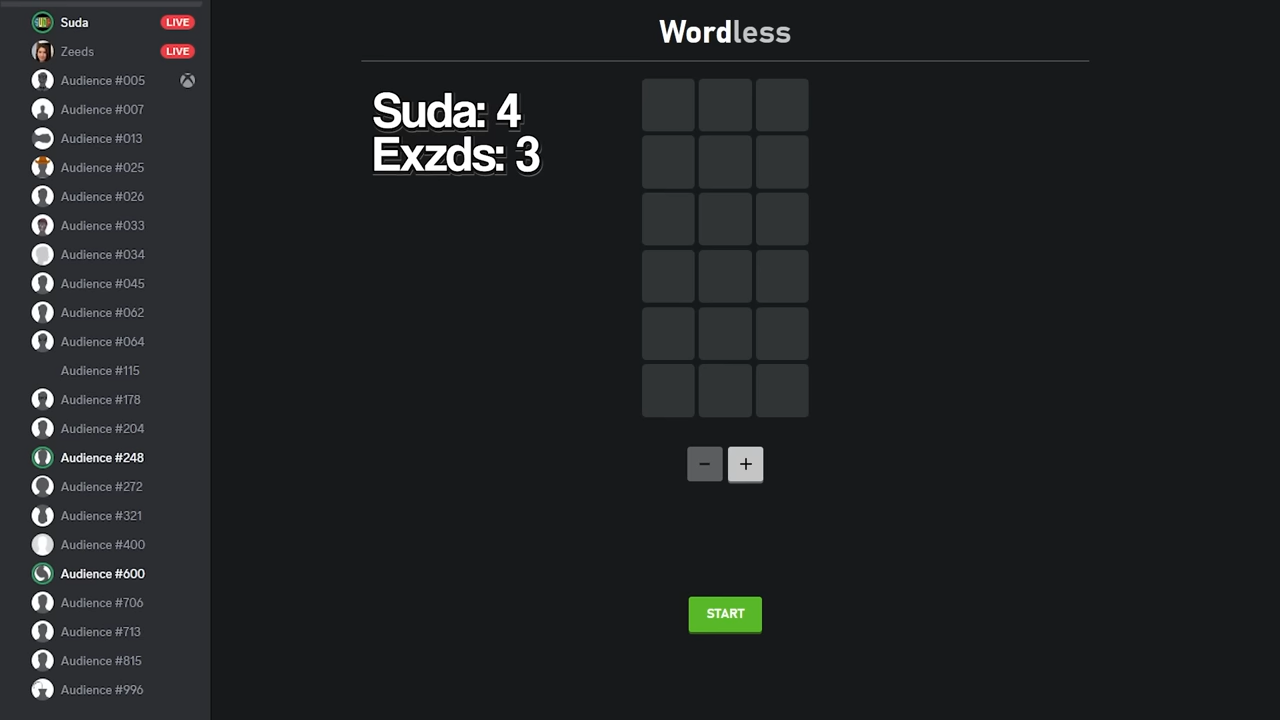 Suda LIVE
Zeeds LIVE
Audience #005
Audience #007
Audience #013
Audience #025
Audience #026
Audience #033
Audience #034
Audience #045
Audience #062
Audience #064
Audience #115
Audience #178
Audience #204
Audience #248
Audience #272
Audience #321
Audience #400
Audience #600
Audience #706
Audience #713
Audience #815
Audience #996
Wordless
Suda: 4
Exzds: 3
− +
START